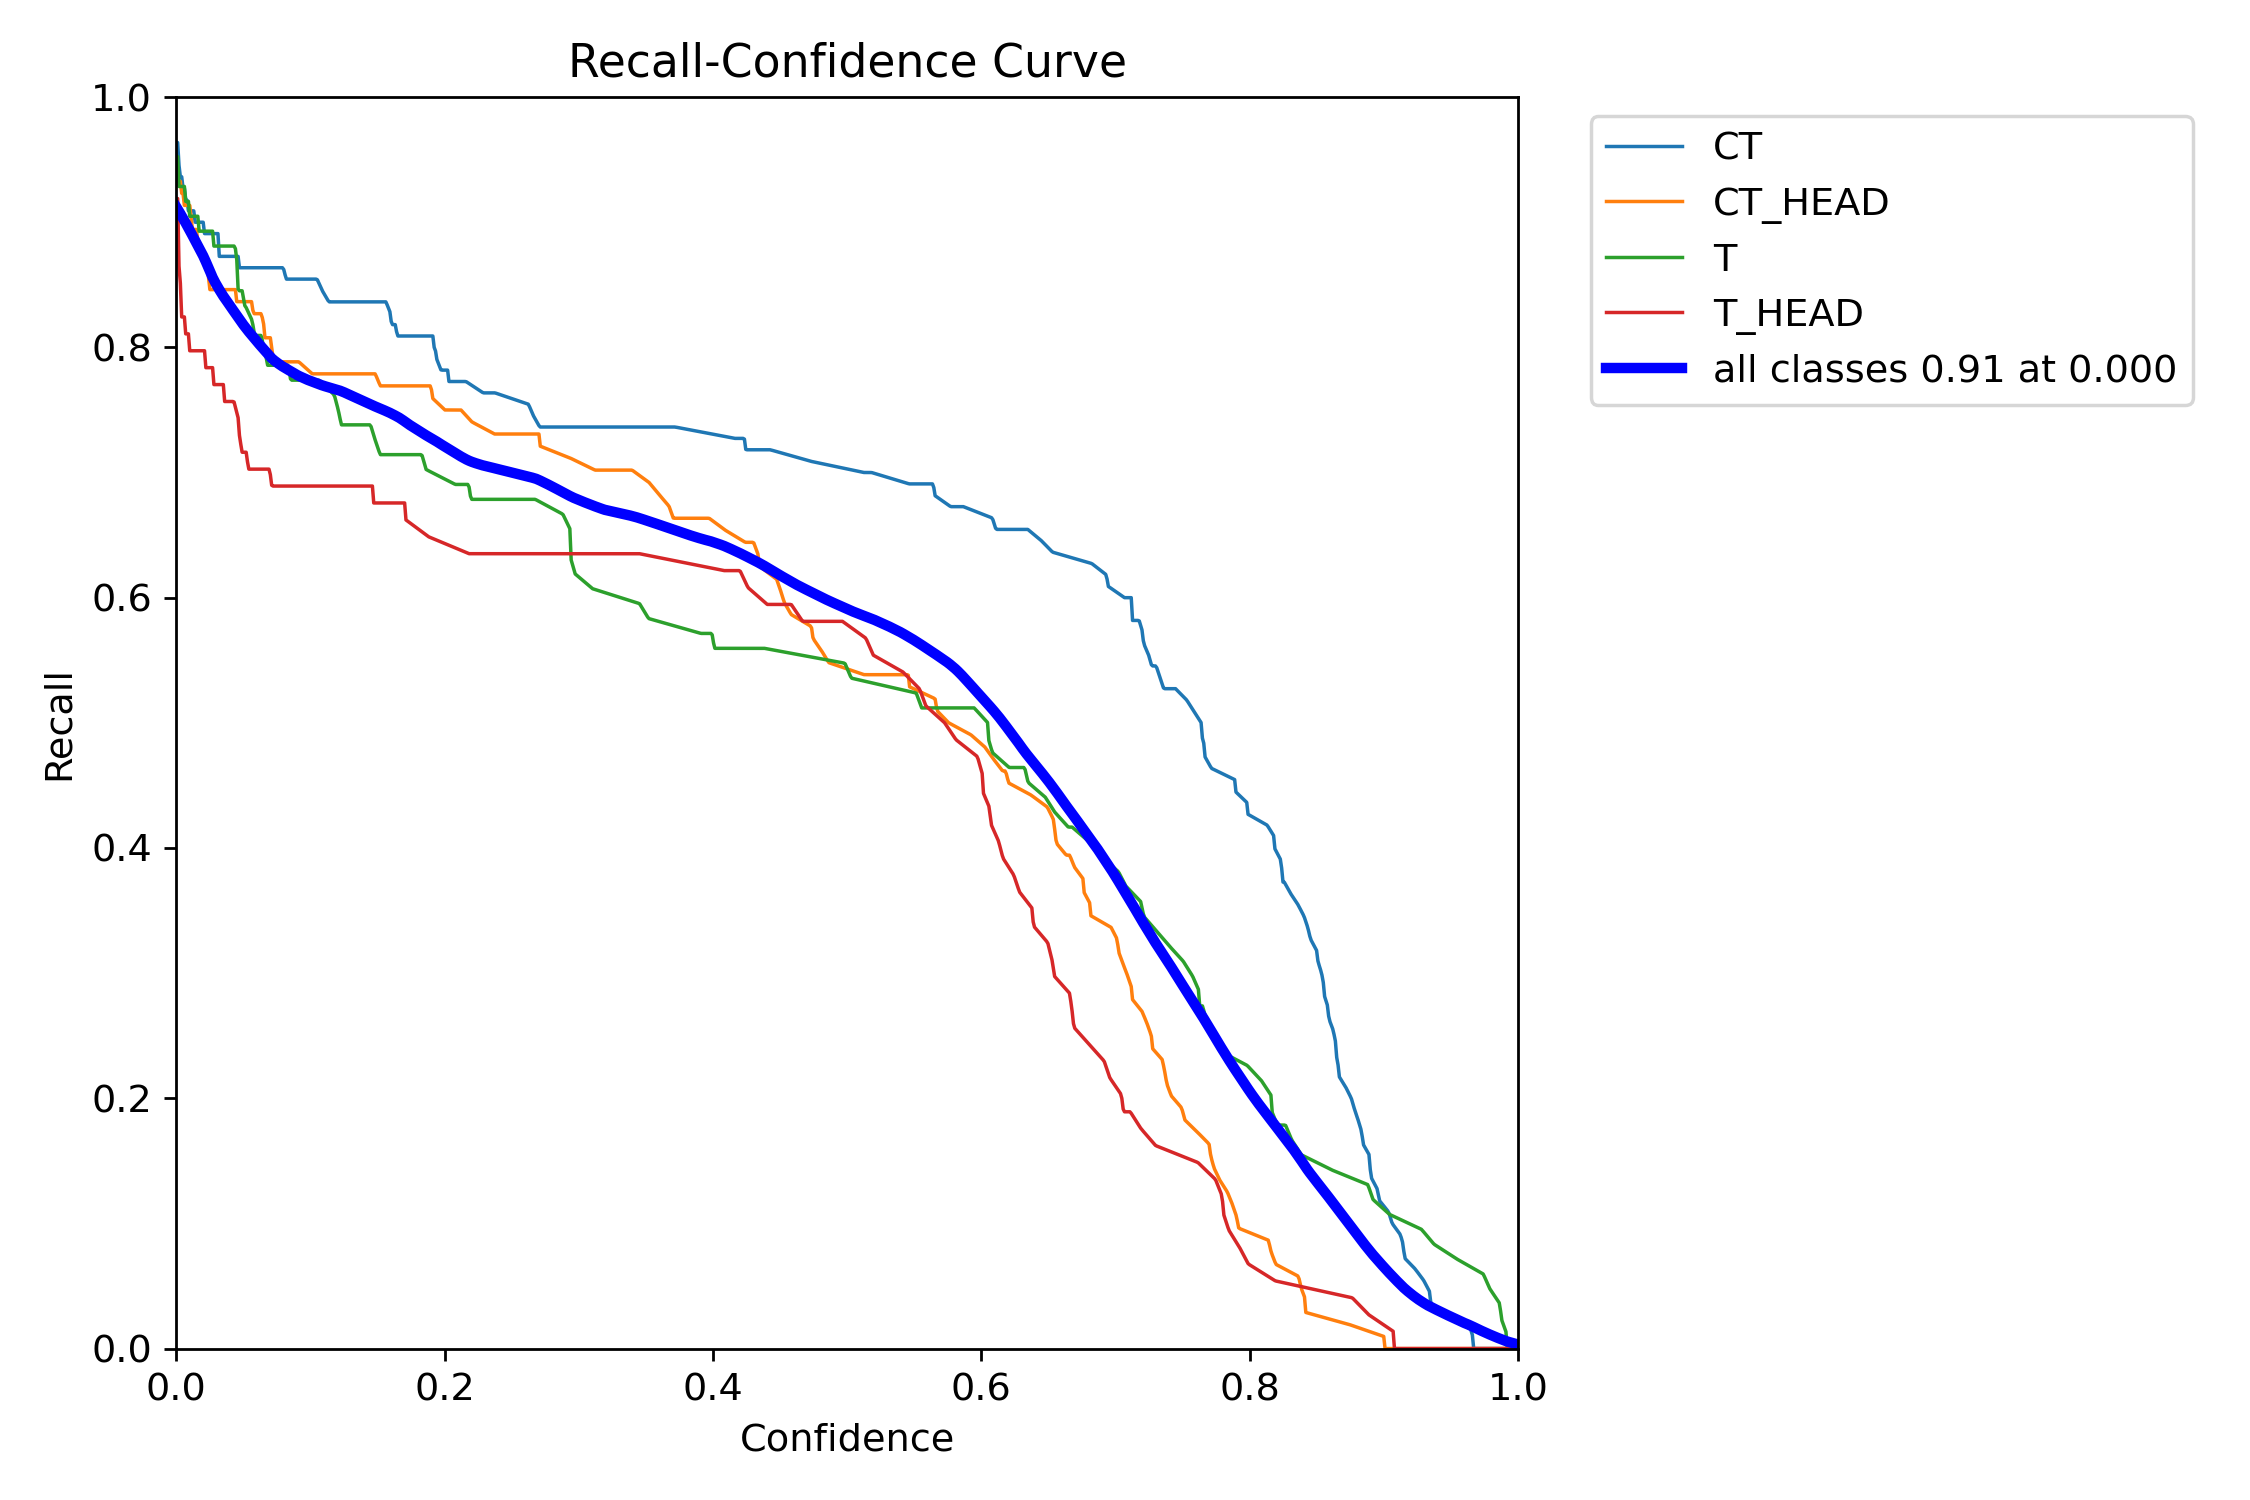 Recall-Confidence Curve
1.0
0.8
0.6
0.4
0.2
0.0
Recall
0.0 0.2 0.4 0.6 0.8 1.0
Confidence
CT
CT_HEAD
T
T_HEAD
all classes 0.91 at 0.000